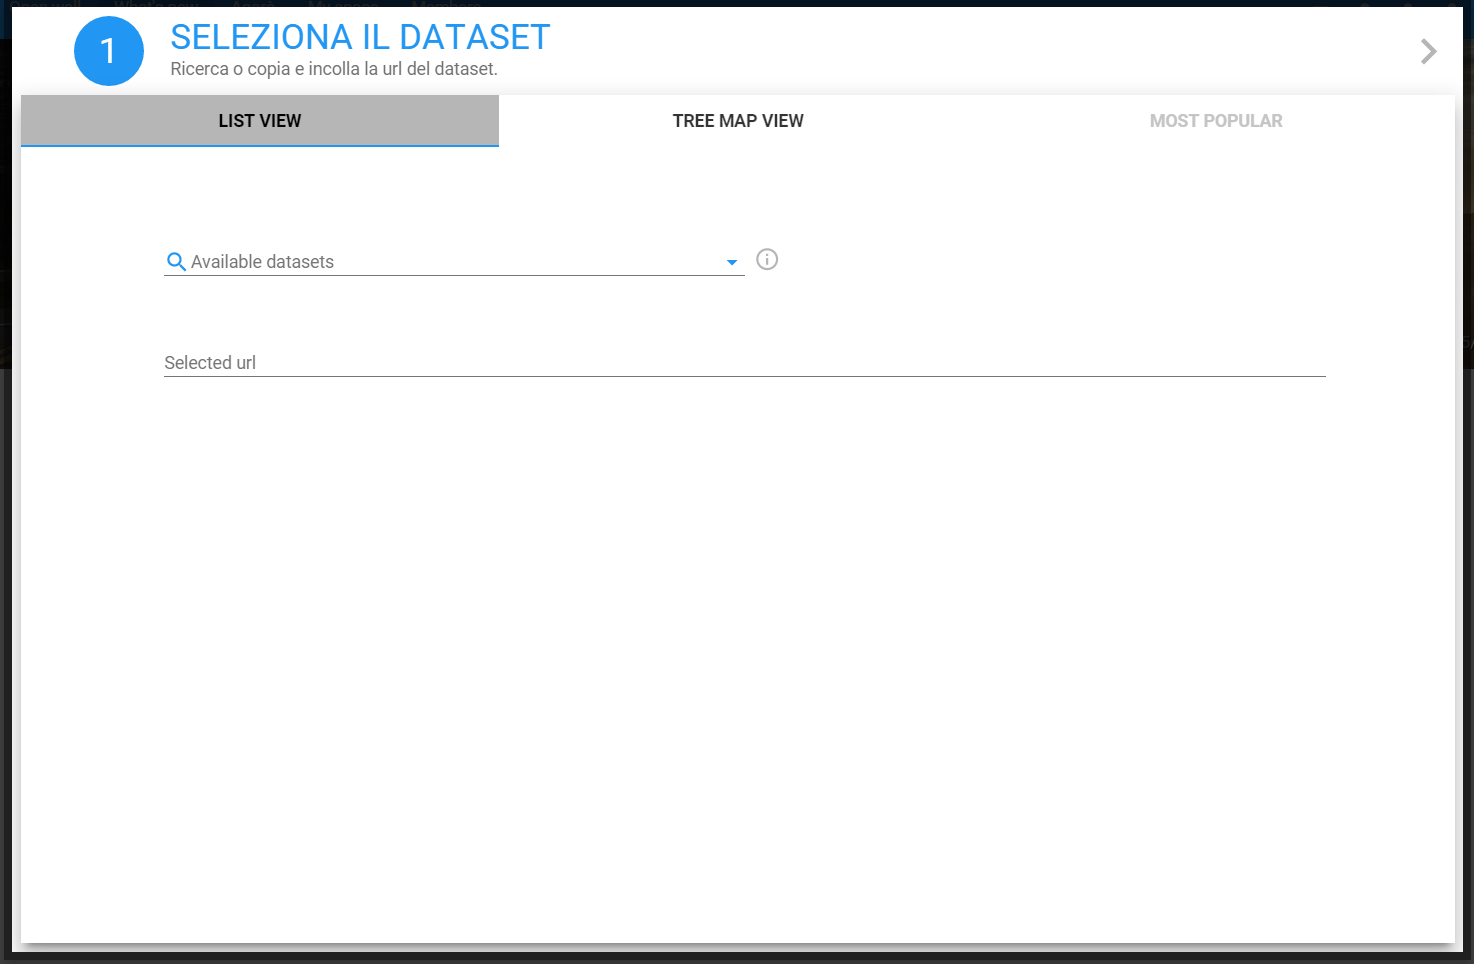 1
SELEZIONA IL DATASET
Ricerca o copia e incolla la url del dataset.
LIST VIEW
TREE MAP VIEW
MOST POPULAR
Available datasets
Selected url